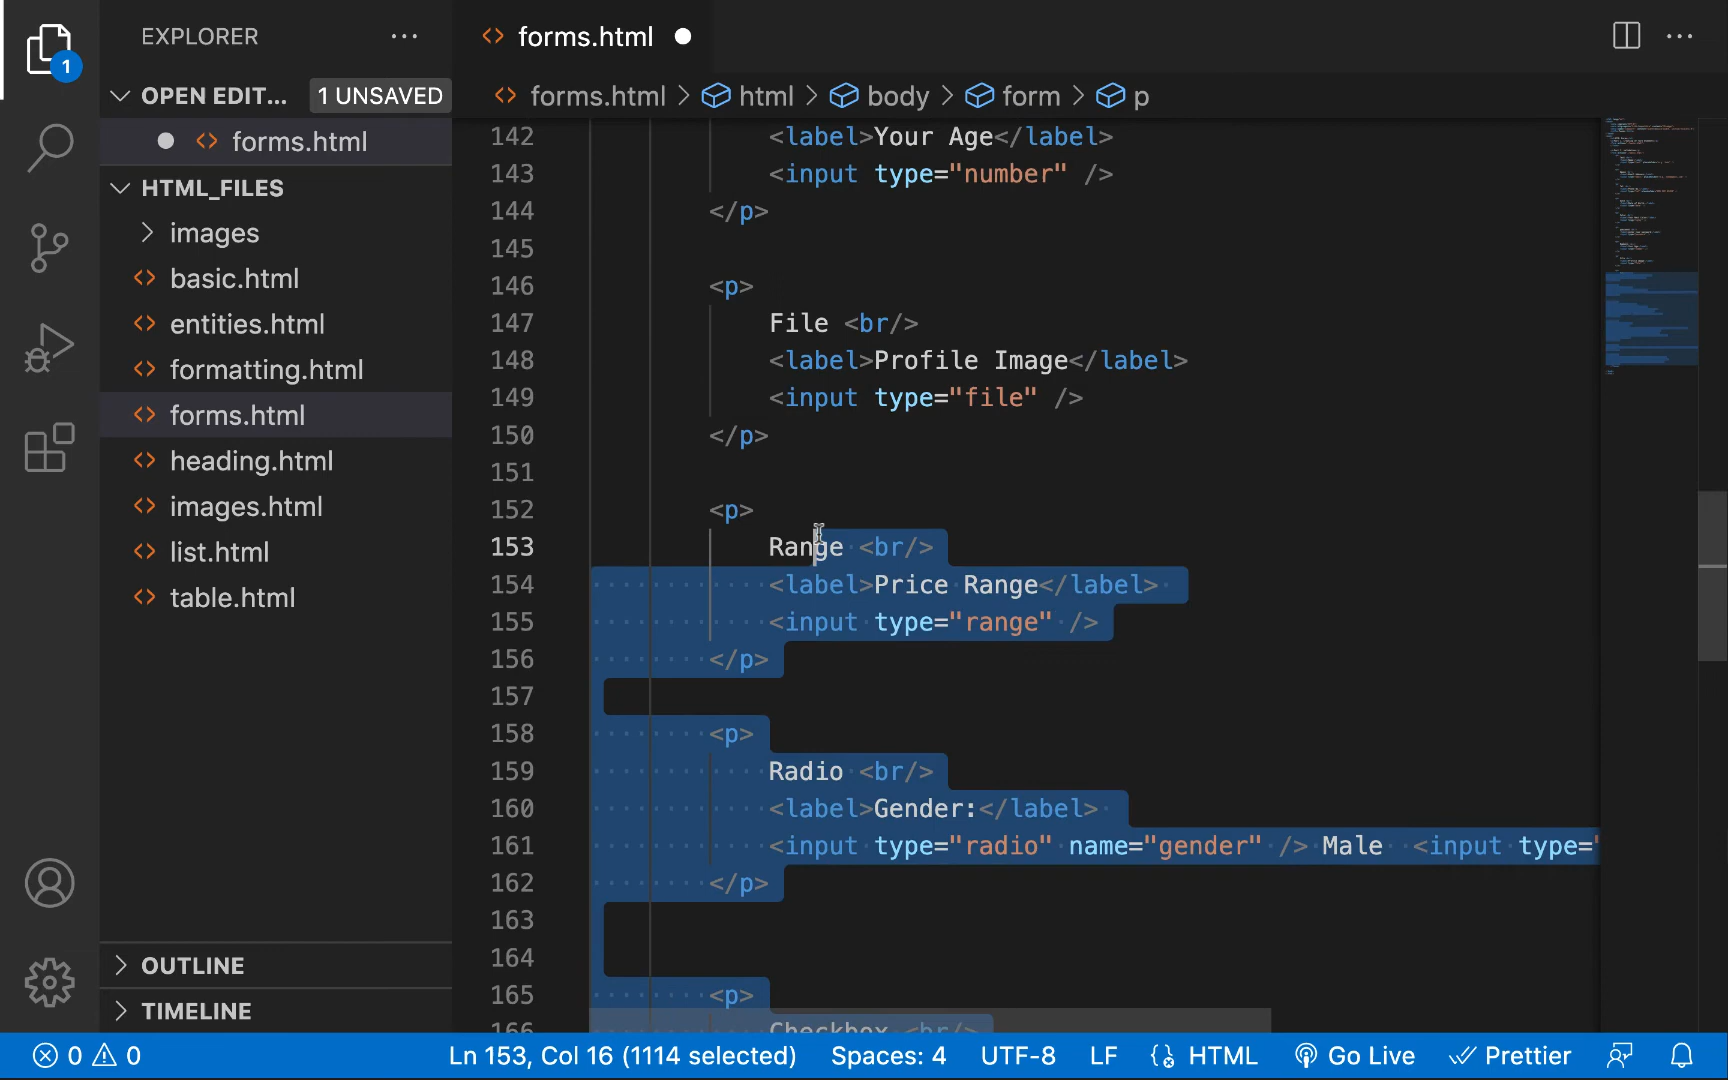 EXPLORER
forms.html
1
OPEN EDIT... 1 UNSAVED
forms.html
HTML_FILES
images
basic.html
entities.html
formatting.html
forms.html
heading.html
images.html
list.html
table.html
OUTLINE
TIMELINE
forms.html > html > body > form > p
142 <label>Your Age</label>
143 <input type="number" />
144 </p>
145
146 <p>
147 File <br/>
148 <label>Profile Image</label>
149 <input type="file" />
150 </p>
151
152 <p>
153 Range <br/>
154 <label>Price Range</label>
155 <input type="range" />
156 </p>
157
158 <p>
159 Radio <br/>
160 <label>Gender:</label>
161 <input type="radio" name="gender" /> Male <input type="
162 </p>
163
164
165 <p>
166 Checkbox <br/>
0 0 Ln 153, Col 16 (1114 selected) Spaces: 4 UTF-8 LF HTML Go Live Prettier